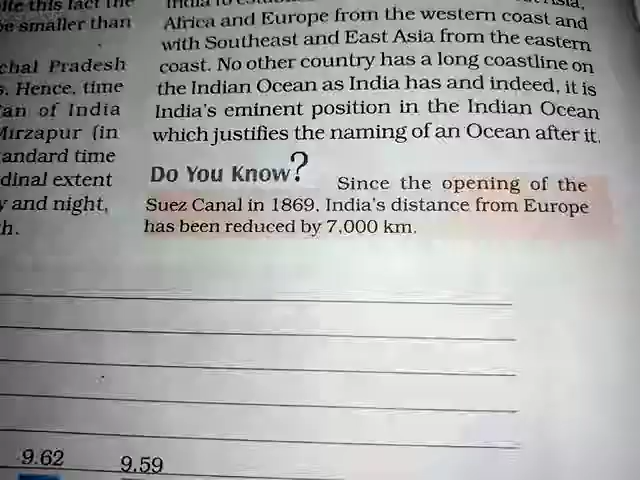 be smaller than
chal Pradesh
s. Hence, time
an of India
Mirzapur (in
andard time
dinal extent
y and night,
h.
Africa and Europe from the western coast and
with Southeast and East Asia from the eastern
coast. No other country has a long coastline on
the Indian Ocean as India has and indeed, it is
India's eminent position in the Indian Ocean
which justifies the naming of an Ocean after it.
Do You Know?
Since the opening of the
Suez Canal in 1869, India's distance from Europe
has been reduced by 7,000 km.
9.62 9.59